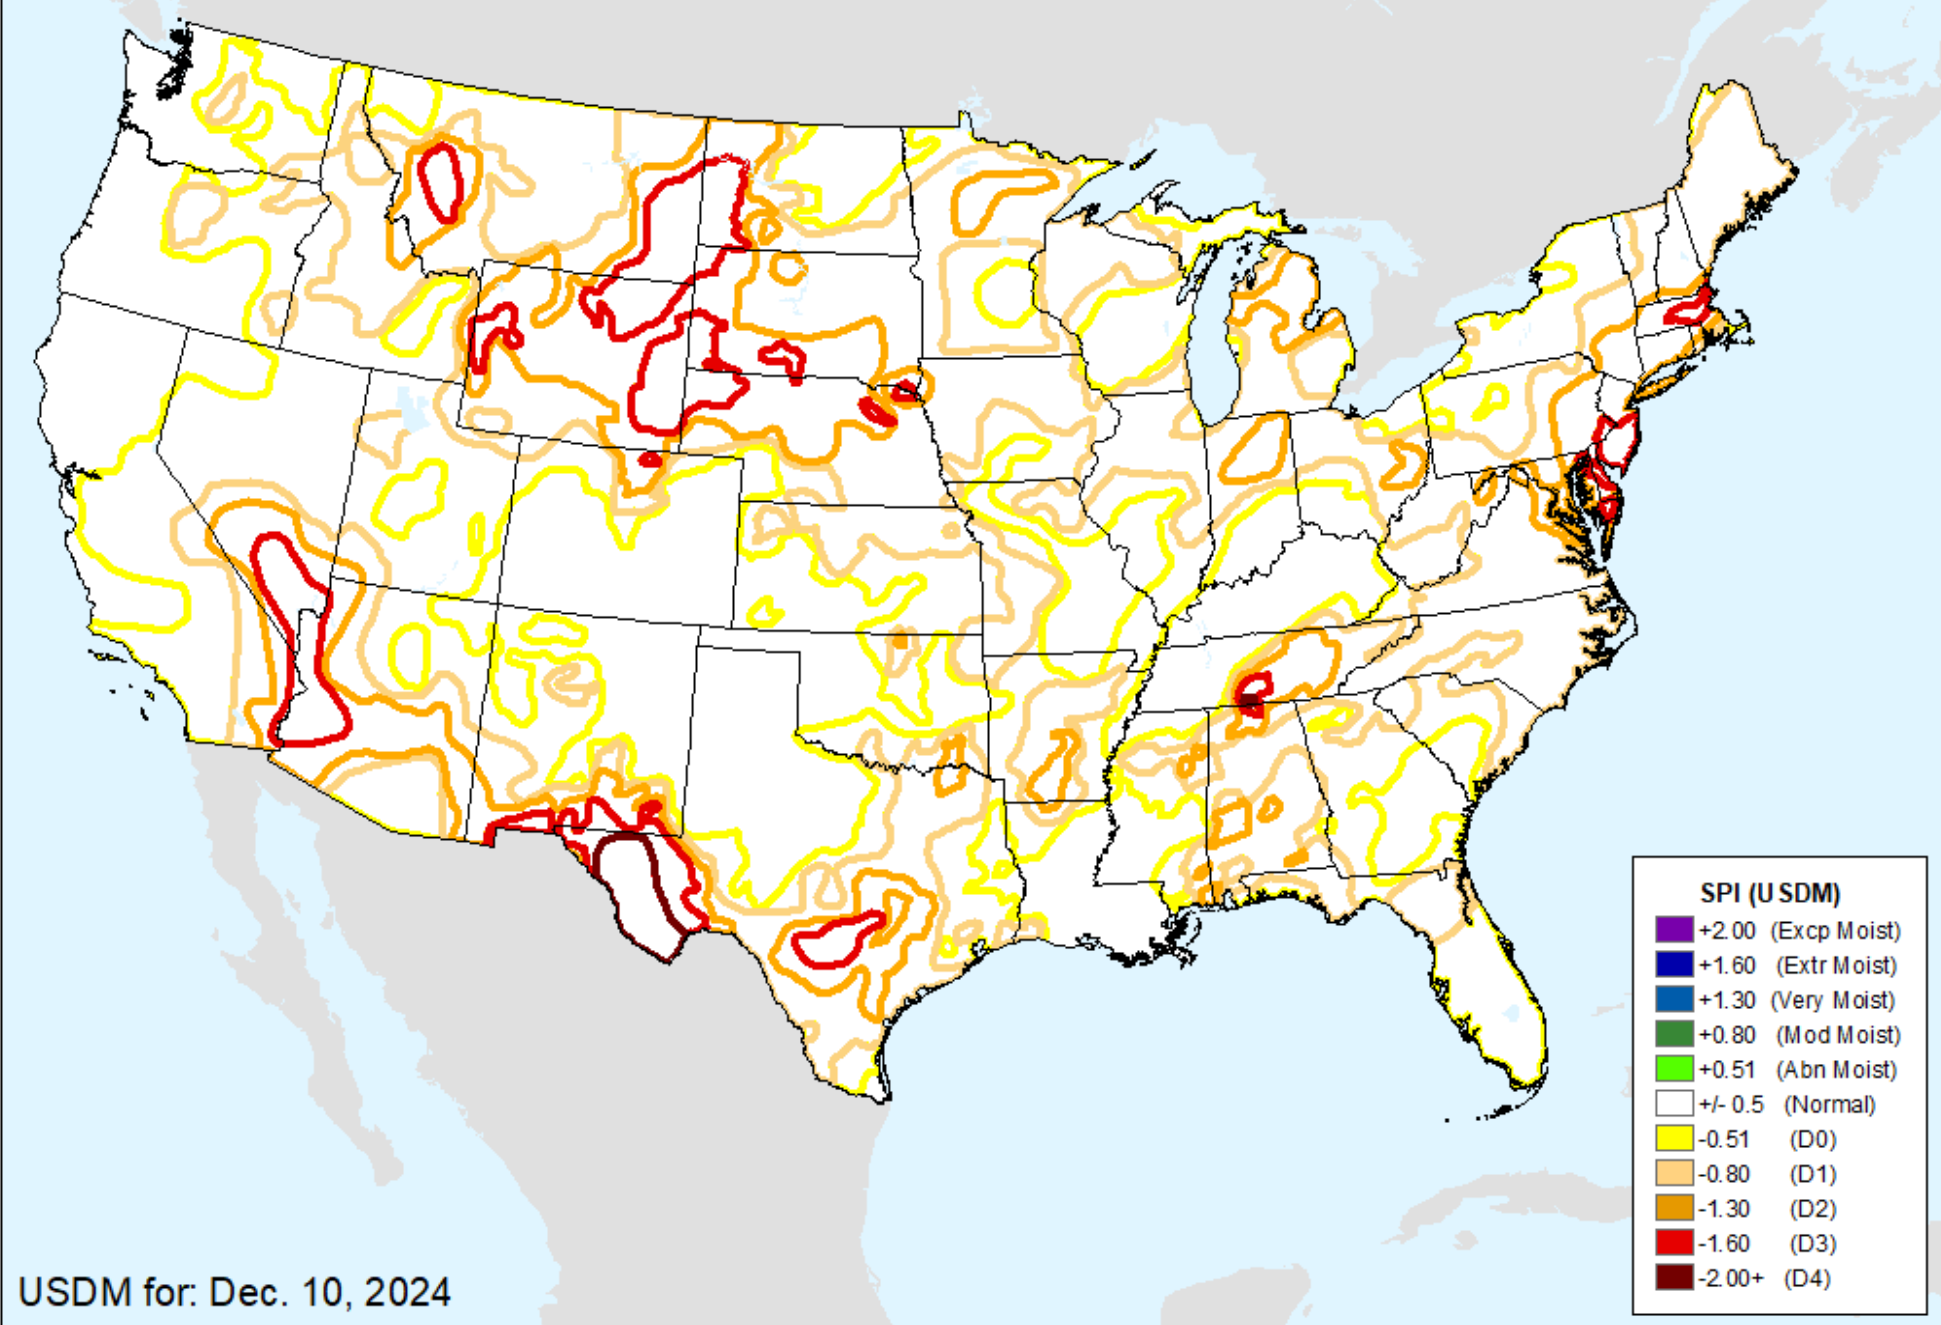 SPI (USDM)
+2.00 (Excp Moist)
+1.60 (Extr Moist)
+1.30 (Very Moist)
+0.80 (Mod Moist)
+0.51 (Abn Moist)
+/- 0.5 (Normal)
-0.51 (D0)
-0.80 (D1)
-1.30 (D2)
-1.60 (D3)
-2.00+ (D4)
USDM for: Dec. 10, 2024